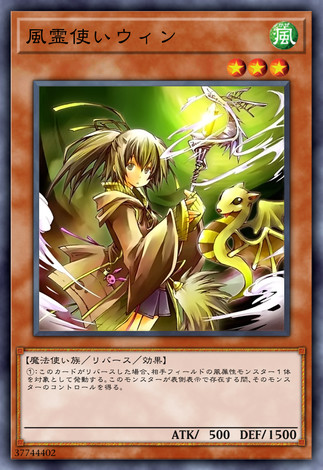 風霊使いウィン
風
【魔法使い族／リバース／効果】
①：このカードがリバースした場合、相手フィールドの風属性モンスター１体
を対象として発動する。このモンスターが表側表示で存在する間、そのモンス
ターのコントロールを得る。
ATK/ 500 DEF/1500
37744402